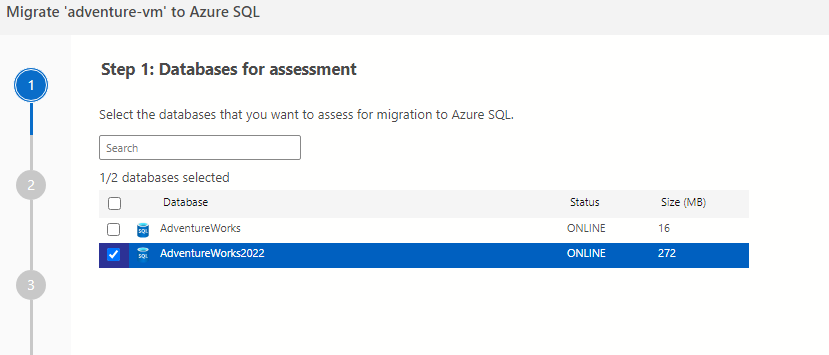 Migrate 'adventure-vm' to Azure SQL
1
Step 1: Databases for assessment
Select the databases that you want to assess for migration to Azure SQL.
Search
1/2 databases selected
2
Database Status Size (MB)
SQL AdventureWorks ONLINE 16
SQL AdventureWorks2022 ONLINE 272
3